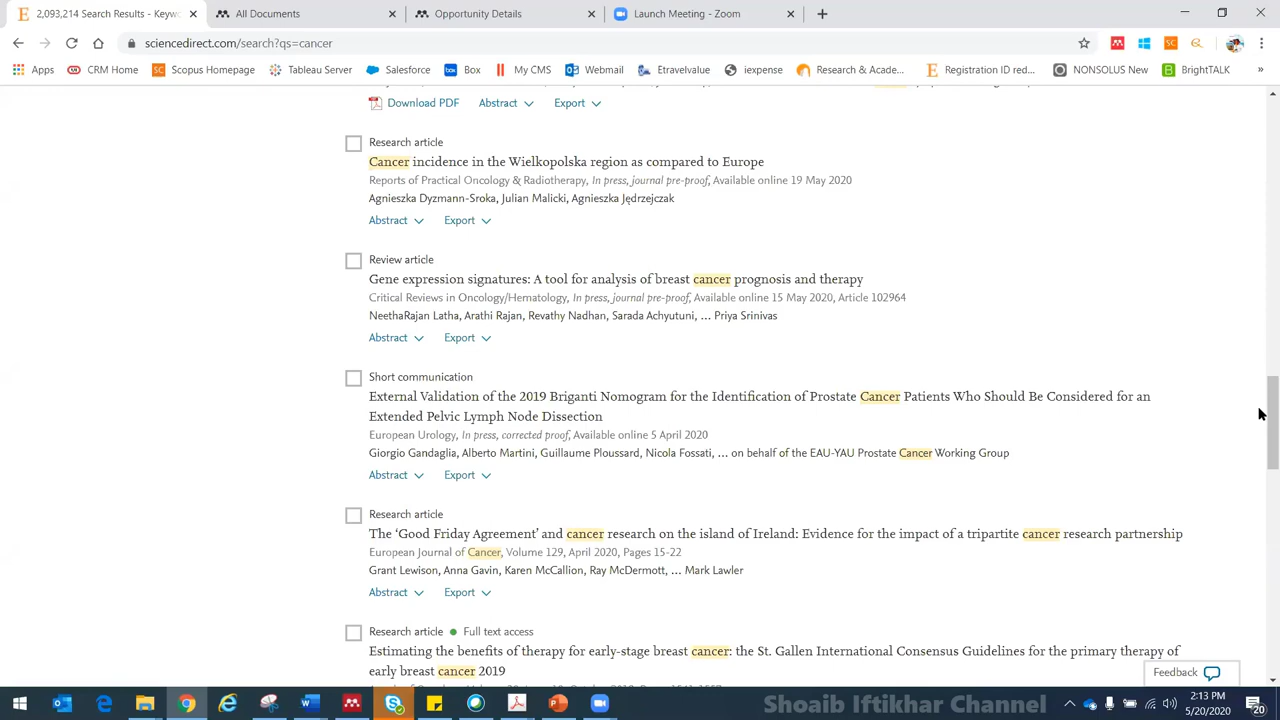 2,093,214 Search Results - Keywo
All Documents
Opportunity Details
Launch Meeting - Zoom
sciencedirect.com/search?qs=cancer
Apps
CRM Home
Scopus Homepage
Tableau Server
Salesforce
Box
My CMS
Webmail
Etravelvalue
iexpense
Research & Acade...
Registration ID red...
NONSOLUS New
BrightTALK
Download PDF
Abstract
Export
Research article
Cancer incidence in the Wielkopolska region as compared to Europe
Reports of Practical Oncology & Radiotherapy, In press, journal pre-proof, Available online 19 May 2020
Agnieszka Dyzmann-Sroka, Julian Malicki, Agnieszka Jędrzejczak
Abstract
Export
Review article
Gene expression signatures: A tool for analysis of breast cancer prognosis and therapy
Critical Reviews in Oncology/Hematology, In press, journal pre-proof, Available online 15 May 2020, Article 102964
NeethaRajan Latha, Arathi Rajan, Revathy Nadhan, Sarada Achyutuni, ... Priya Srinivas
Abstract
Export
Short communication
External Validation of the 2019 Briganti Nomogram for the Identification of Prostate Cancer Patients Who Should Be Considered for an
Extended Pelvic Lymph Node Dissection
European Urology, In press, corrected proof, Available online 5 April 2020
Giorgio Gandaglia, Alberto Martini, Guillaume Ploussard, Nicola Fossati, ... on behalf of the EAU-YAU Prostate Cancer Working Group
Abstract
Export
Research article
The ‘Good Friday Agreement’ and cancer research on the island of Ireland: Evidence for the impact of a tripartite cancer research partnership
European Journal of Cancer, Volume 129, April 2020, Pages 15-22
Grant Lewison, Anna Gavin, Karen McCallion, Ray McDermott, ... Mark Lawler
Abstract
Export
Research article
Full text access
Estimating the benefits of therapy for early-stage breast cancer: the St. Gallen International Consensus Guidelines for the primary therapy of
early breast cancer 2019
Feedback
Shoaib Iftikhar Channel
2:13 PM
5/20/2020
20